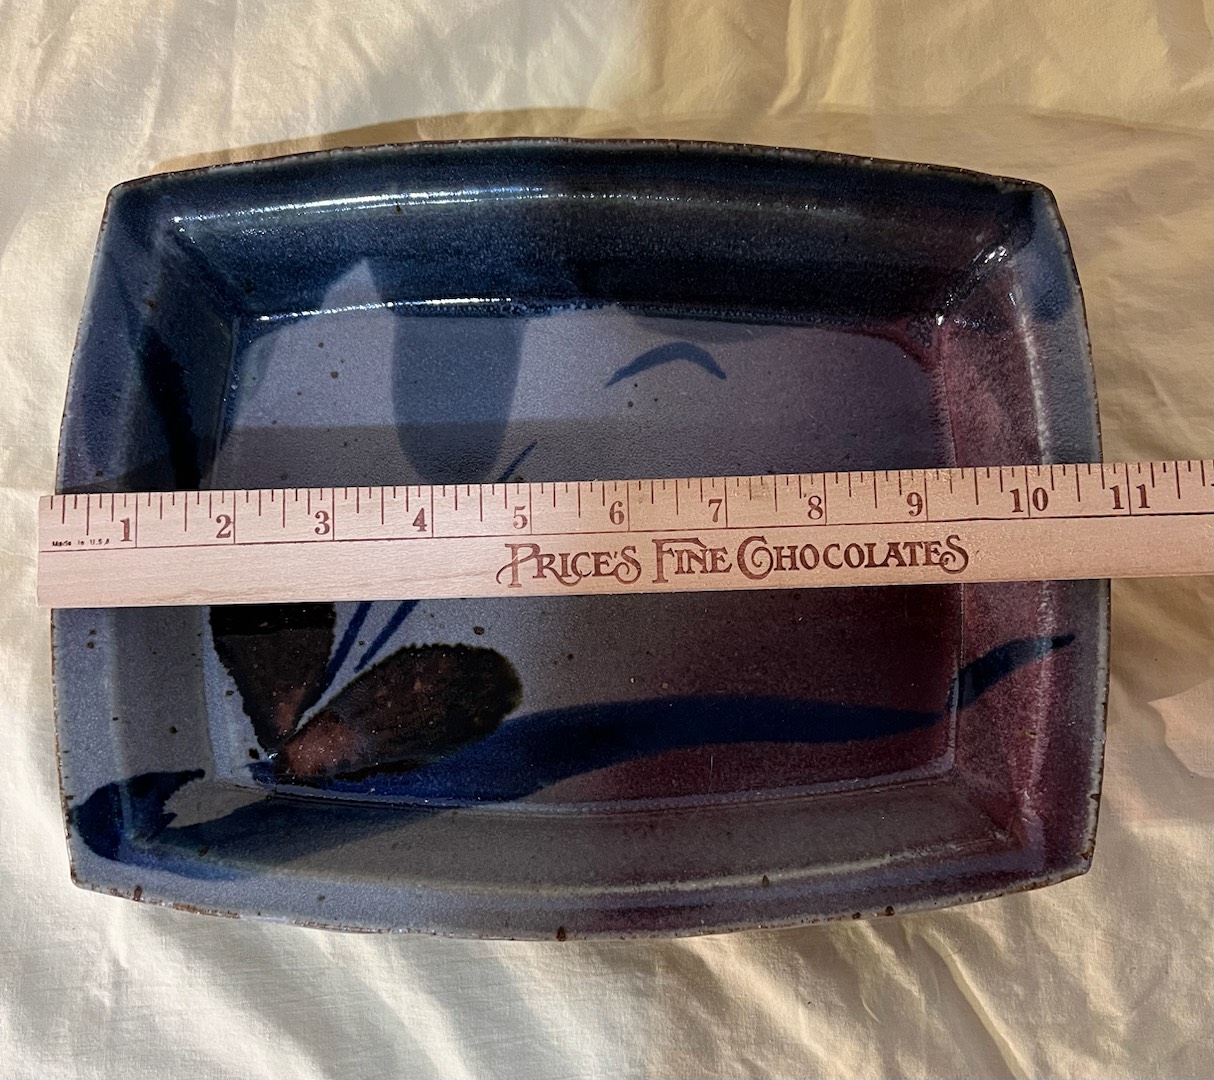 1 2 3 4 5 6 7 8 9 10 11
Made in U.S.A
PRICE'S FINE CHOCOLATES